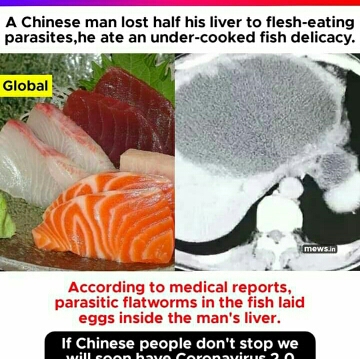 A Chinese man lost half his liver to flesh-eating
parasites,he ate an under-cooked fish delicacy.
Global
mews.in
According to medical reports,
parasitic flatworms in the fish laid
eggs inside the man's liver.
If Chinese people don't stop we
will soon have Coronavirus 2.0